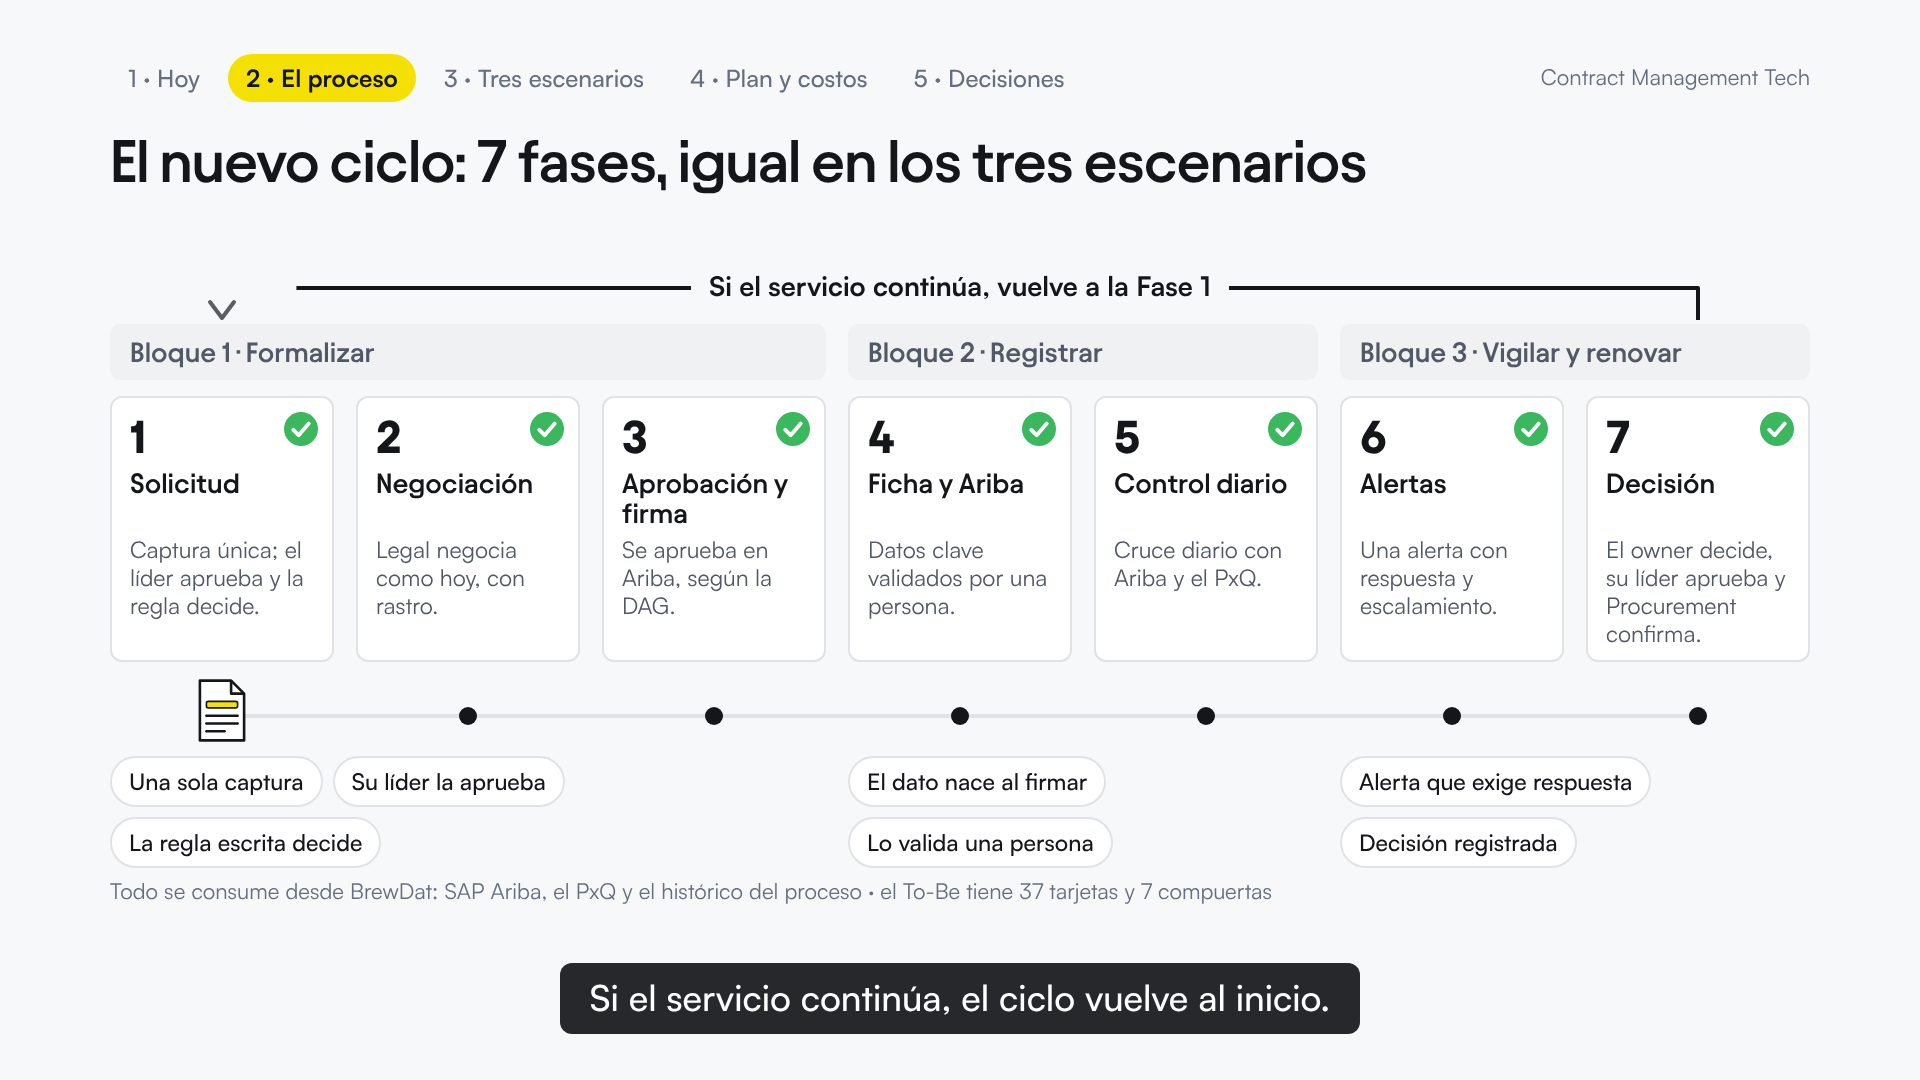 1 · Hoy
2 · El proceso
3 · Tres escenarios
4 · Plan y costos
5 · Decisiones
Contract Management Tech
El nuevo ciclo: 7 fases, igual en los tres escenarios
Si el servicio continúa, vuelve a la Fase 1
Bloque 1 · Formalizar
Bloque 2 · Registrar
Bloque 3 · Vigilar y renovar
1
Solicitud
Captura única; el
líder aprueba y la
regla decide.
2
Negociación
Legal negocia
como hoy, con
rastro.
3
Aprobación y
firma
Se aprueba en
Ariba, según la
DAG.
4
Ficha y Ariba
Datos clave
validados por una
persona.
5
Control diario
Cruce diario con
Ariba y el PxQ.
6
Alertas
Una alerta con
respuesta y
escalamiento.
7
Decisión
El owner decide,
su líder aprueba y
Procurement
confirma.
Una sola captura
Su líder la aprueba
La regla escrita decide
El dato nace al firmar
Lo valida una persona
Alerta que exige respuesta
Decisión registrada
Todo se consume desde BrewDat: SAP Ariba, el PxQ y el histórico del proceso · el To-Be tiene 37 tarjetas y 7 compuertas
Si el servicio continúa, el ciclo vuelve al inicio.